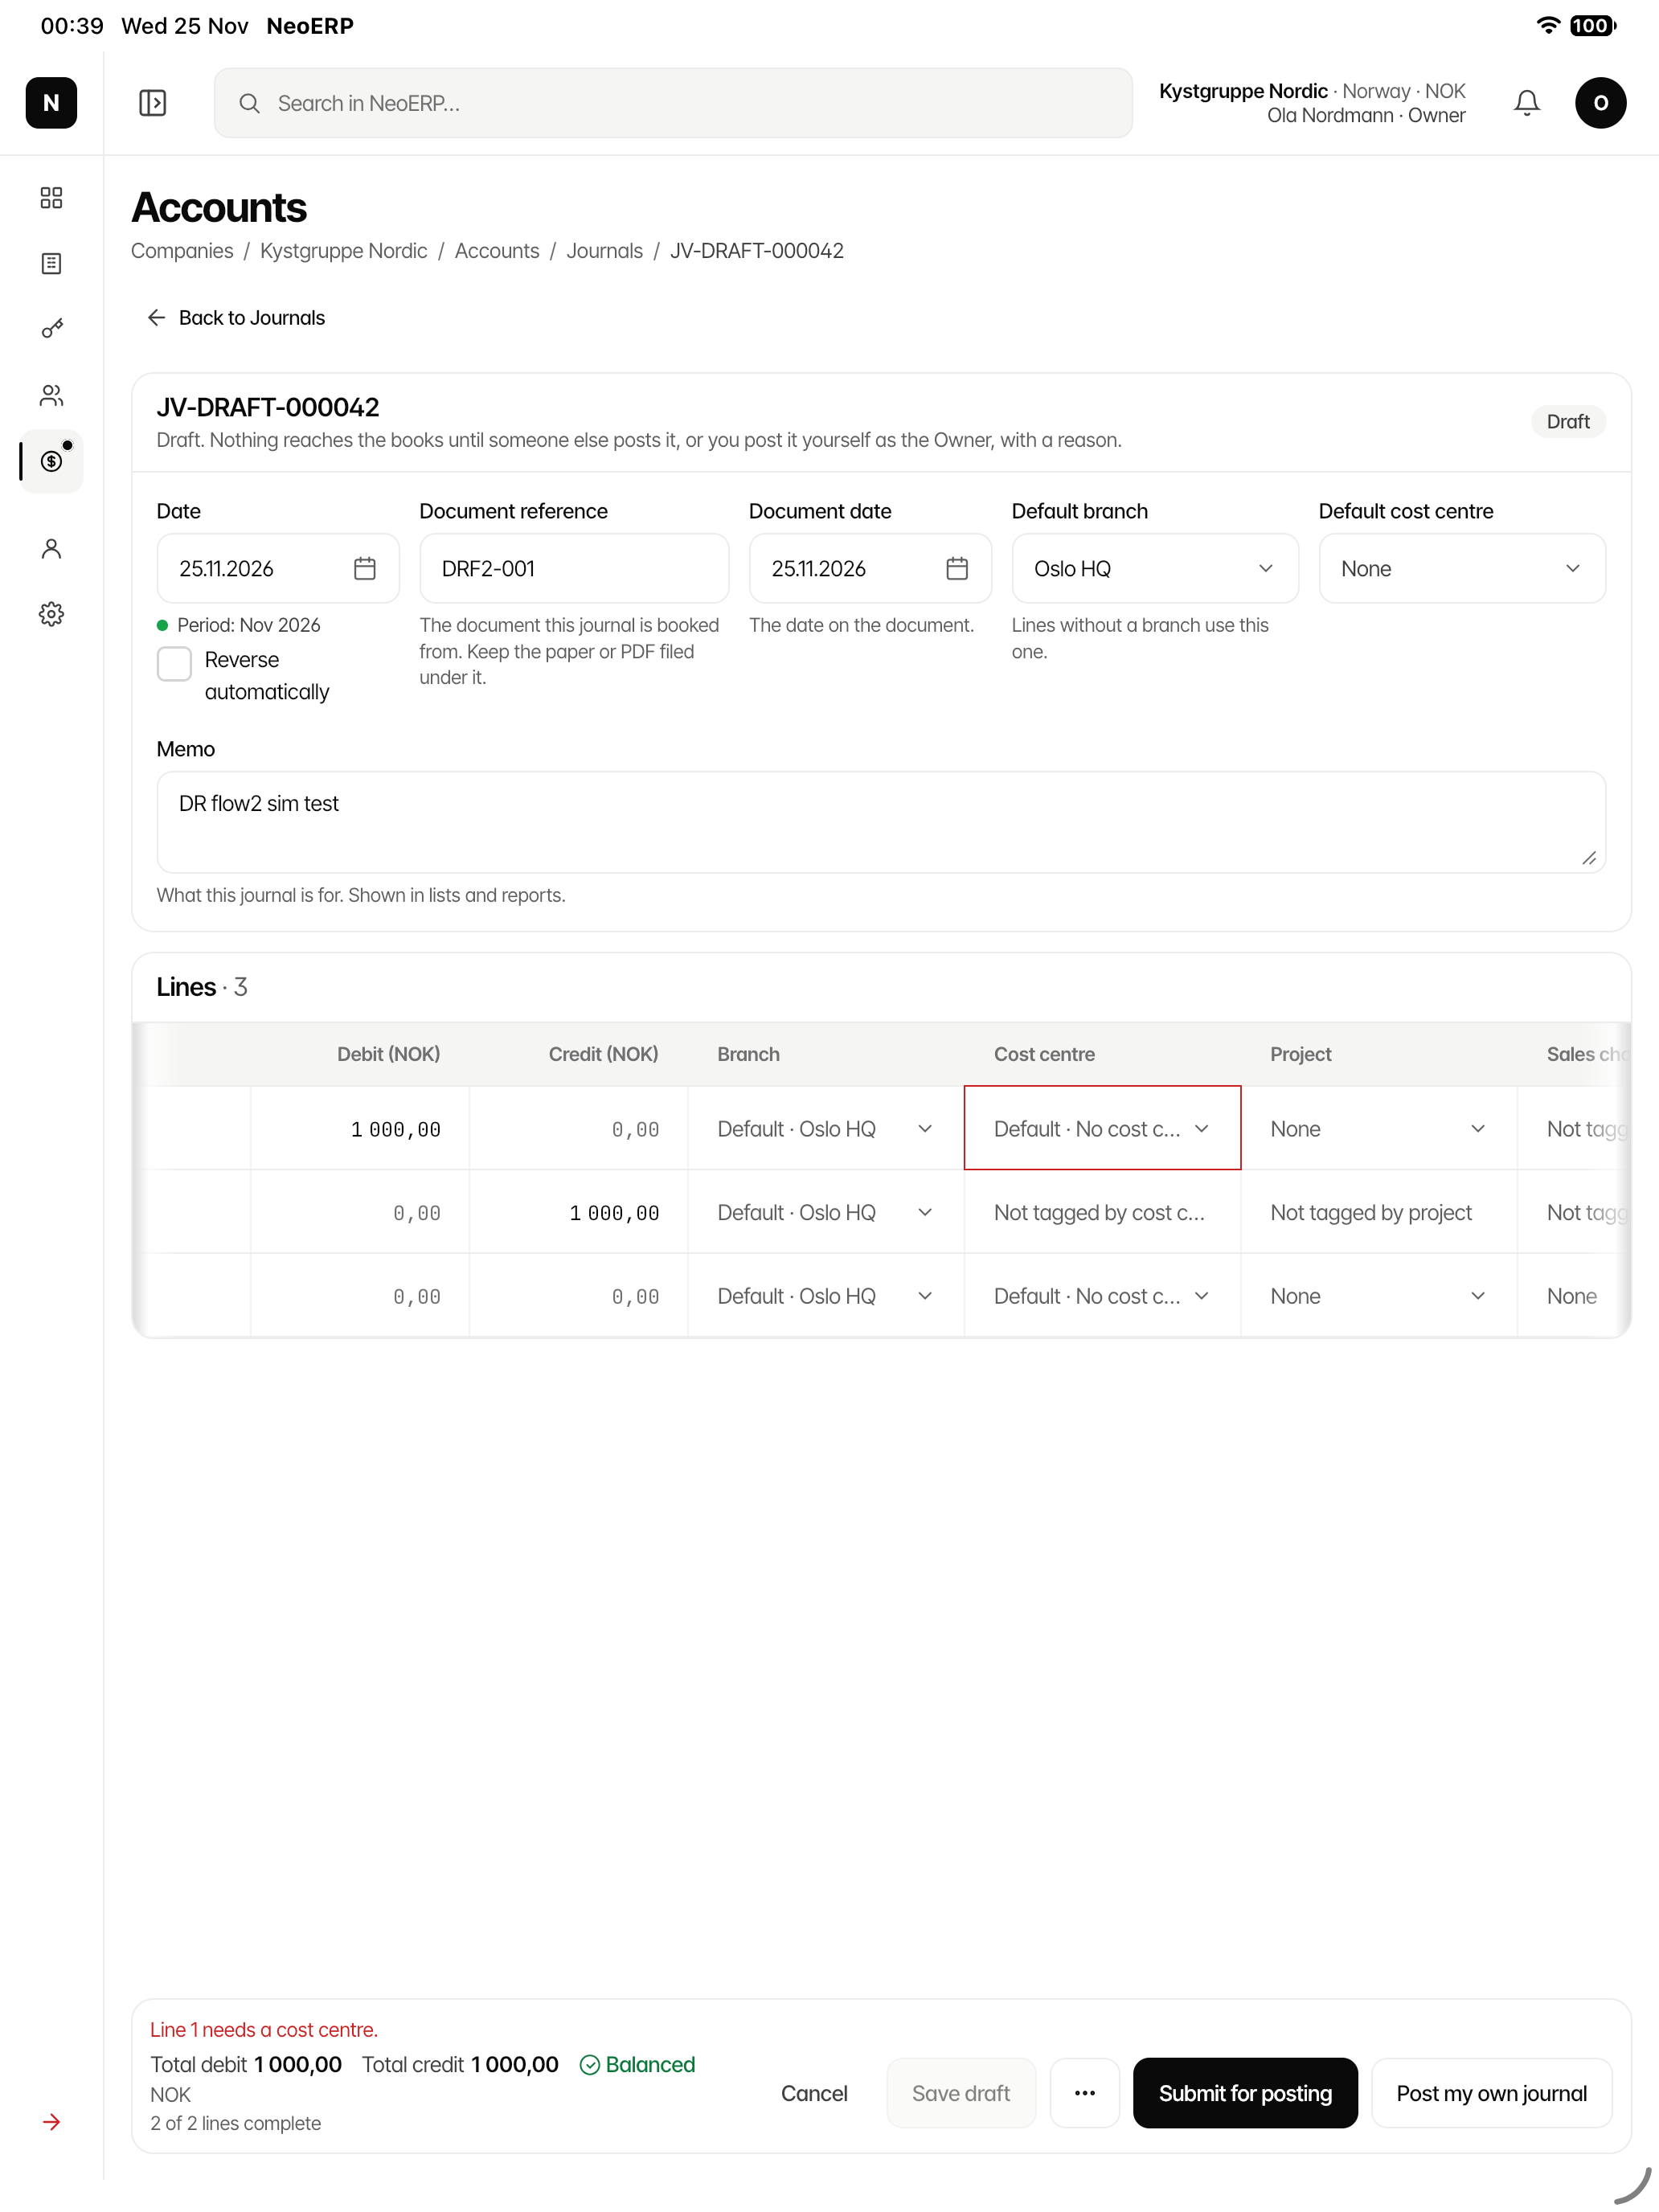 00:39 Wed 25 Nov NeoERP
100
N
Search in NeoERP...
Kystgruppe Nordic · Norway · NOK
Ola Nordmann · Owner
O
Accounts
Companies / Kystgruppe Nordic / Accounts / Journals / JV-DRAFT-000042
Back to Journals
JV-DRAFT-000042
Draft. Nothing reaches the books until someone else posts it, or you post it yourself as the Owner, with a reason.
Draft
Date Document reference Document date Default branch Default cost centre
25.11.2026 DRF2-001 25.11.2026 Oslo HQ None
Period: Nov 2026
Reverse
automatically
The document this journal is booked
from. Keep the paper or PDF filed
under it.
The date on the document.
Lines without a branch use this
one.
Memo
DR flow2 sim test
What this journal is for. Shown in lists and reports.
Lines · 3
Debit (NOK) Credit (NOK) Branch Cost centre Project Sales
1 000,00 0,00 Default · Oslo HQ Default · No cost c... None Not
0,00 1 000,00 Default · Oslo HQ Not tagged by cost c... Not tagged by project Not
0,00 0,00 Default · Oslo HQ Default · No cost c... None None
Line 1 needs a cost centre.
Total debit 1 000,00 Total credit 1 000,00 Balanced
NOK
2 of 2 lines complete
Cancel Save draft ··· Submit for posting Post my own journal